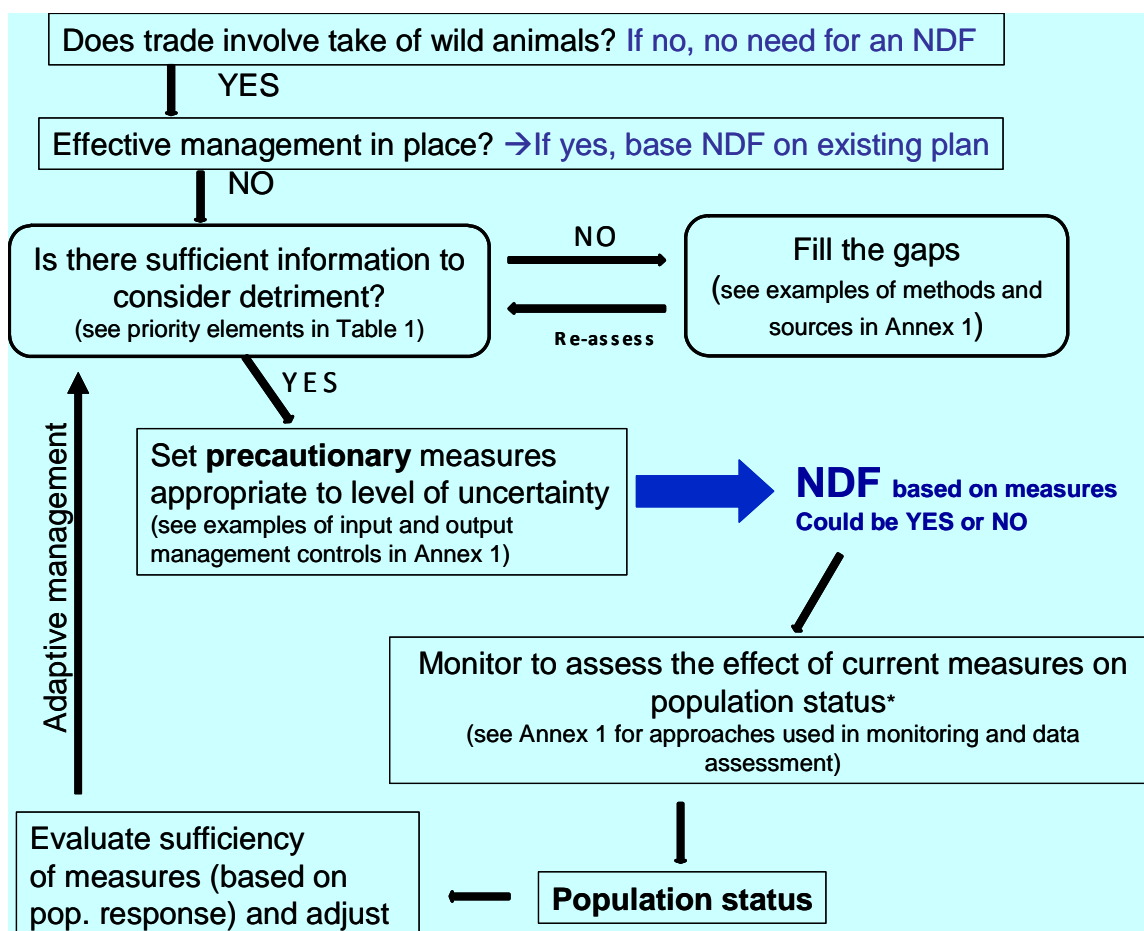 Does trade involve take of wild animals? If no, no need for an NDF
YES
Effective management in place? →If yes, base NDF on existing plan
NO
Is there sufficient information to
consider detriment?
(see priority elements in Table 1)
NO
Re-assess
Fill the gaps
(see examples of methods and
sources in Annex 1)
YES
Adaptive management
Set precautionary measures
appropriate to level of uncertainty
(see examples of input and output
management controls in Annex 1)
NDF based on measures
Could be YES or NO
Monitor to assess the effect of current measures on
population status*
(see Annex 1 for approaches used in monitoring and data
assessment)
Population status
Evaluate sufficiency
of measures (based on
pop. response) and adjust